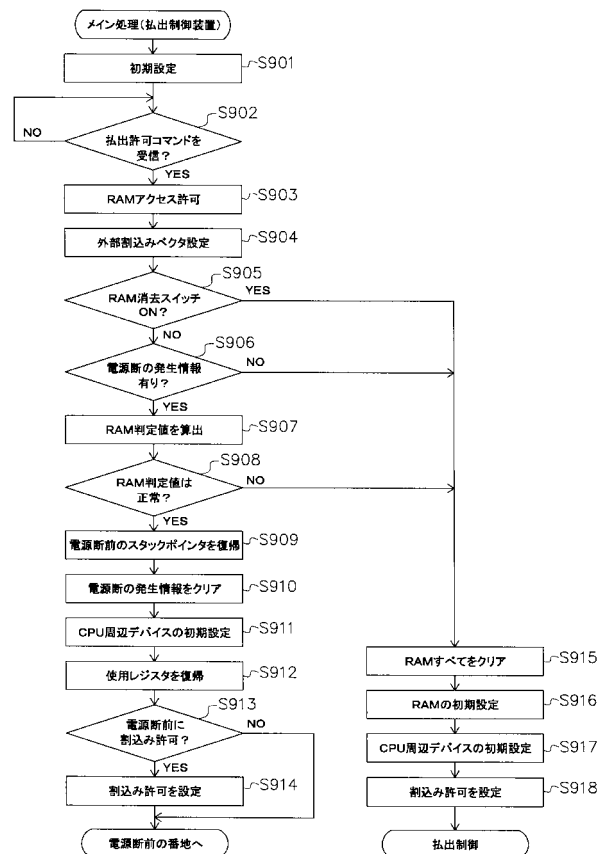 メイン処理(払出制御装置)
初期設定
S901
S902
払出許可コマンドを
受信?
NO
YES
RAMアクセス許可
S903
外部割込みベクタ設定
S904
S905
RAM消去スイッチ
ON?
YES
NO
S906
電源断の発生情報
有り?
NO
YES
RAM判定値を算出
S907
S908
RAM判定値は
正常?
NO
YES
電源断前のスタックポインタを復帰
S909
電源断の発生情報をクリア
S910
CPU周辺デバイスの初期設定
S911
使用レジスタを復帰
S912
S913
電源断前に
割込み許可?
NO
YES
割込み許可を設定
S914
電源断前の番地へ
RAMすべてをクリア
S915
RAMの初期設定
S916
CPU周辺デバイスの初期設定
S917
割込み許可を設定
S918
払出制御